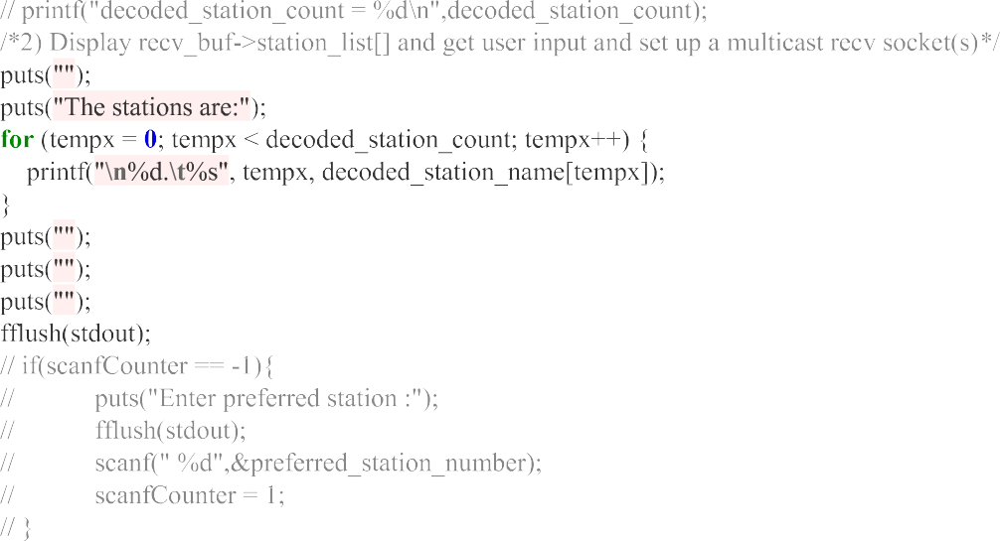 // printf("decoded_station_count = %d\n",decoded_station_count);
/*2) Display recv_buf->station_list[] and get user input and set up a multicast recv socket(s)*/
puts("");
puts("The stations are:");
for (tempx = 0; tempx < decoded_station_count; tempx++) {
    printf("\n%d.\t%s", tempx, decoded_station_name[tempx]);
}
puts("");
puts("");
puts("");
fflush(stdout);
// if(scanfCounter == -1){
//          puts("Enter preferred station :");
//          fflush(stdout);
//          scanf(" %d",&preferred_station_number);
//          scanfCounter = 1;
// }